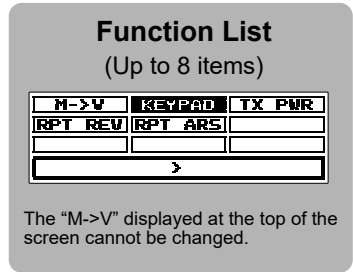 Function List
(Up to 8 items)
M->V KEYPAD TX PWR
RPT REV RPT ARS
>
The “M->V” displayed at the top of the
screen cannot be changed.